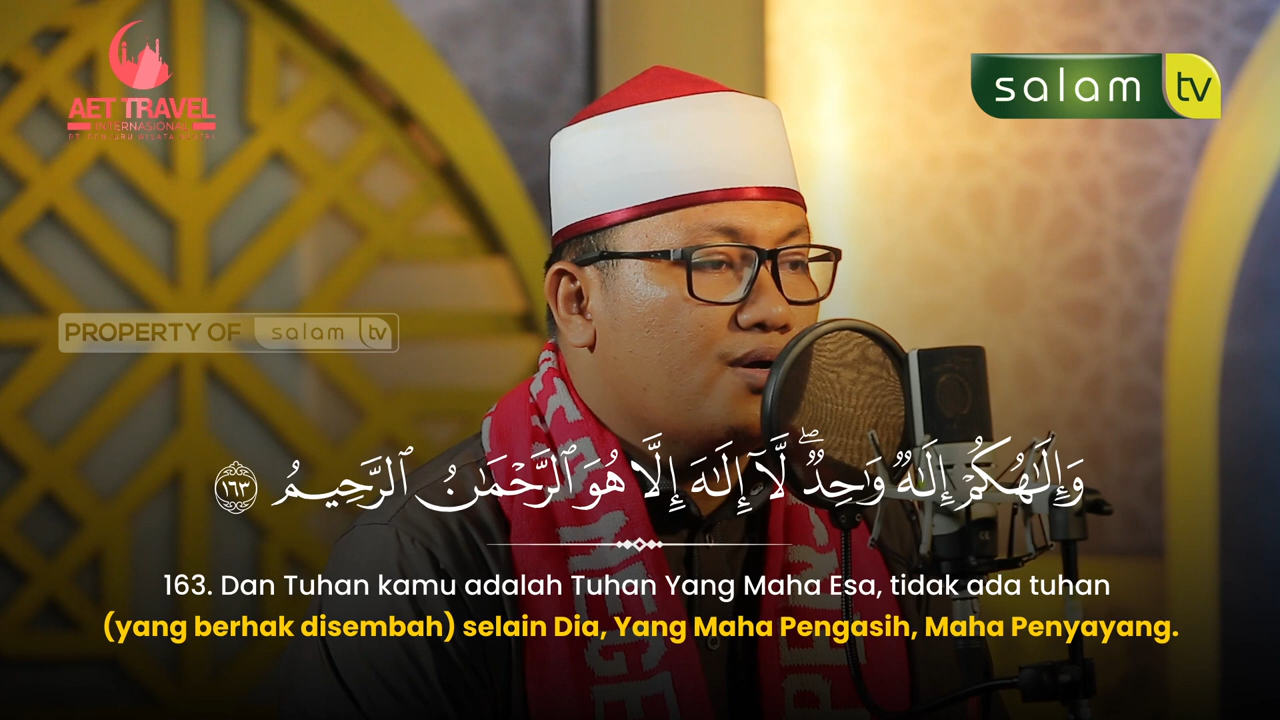 AET TRAVEL
INTERNASIONAL
salam tv
PROPERTY OF salam tv
وَإِلَٰهُكُمْ إِلَٰهٌ وَٰحِدٌ ۖ لَّآ إِلَٰهَ إِلَّا هُوَ ٱلرَّحْمَٰنُ ٱلرَّحِيمُ ١٦٣
163. Dan Tuhan kamu adalah Tuhan Yang Maha Esa, tidak ada tuhan
(yang berhak disembah) selain Dia, Yang Maha Pengasih, Maha Penyayang.